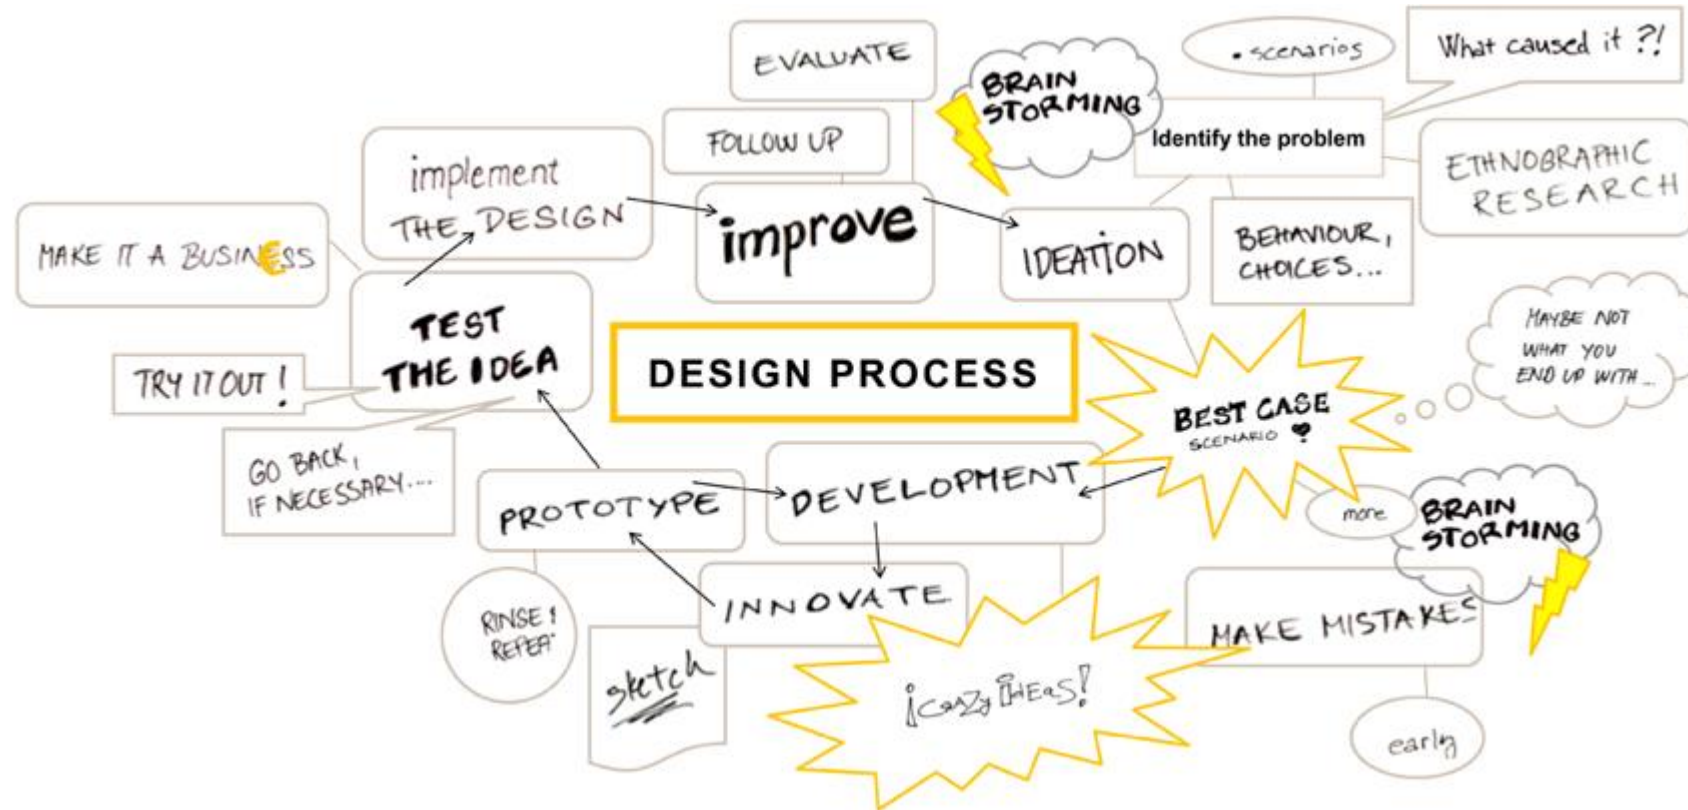 EVALUATE
BRAIN
STORMING
• scenarios
What caused it ?!
FOLLOW UP
Identify the problem
ETHNOGRAPHIC
RESEARCH
implement
THE DESIGN
improve
IDEATION
BEHAVIOUR,
CHOICES...
MAKE IT A BUSINESS
TEST
THE IDEA
DESIGN PROCESS
MAYBE NOT
WHAT YOU
END UP WITH ...
TRY IT OUT !
BEST CASE
SCENARIO ?
GO BACK,
IF NECESSARY....
PROTOTYPE
DEVELOPMENT
more
BRAIN
STORMING
INNOVATE
MAKE MISTAKES
RINSE &
REPEAT
sketch
¡CRAZY IDEAS!
early